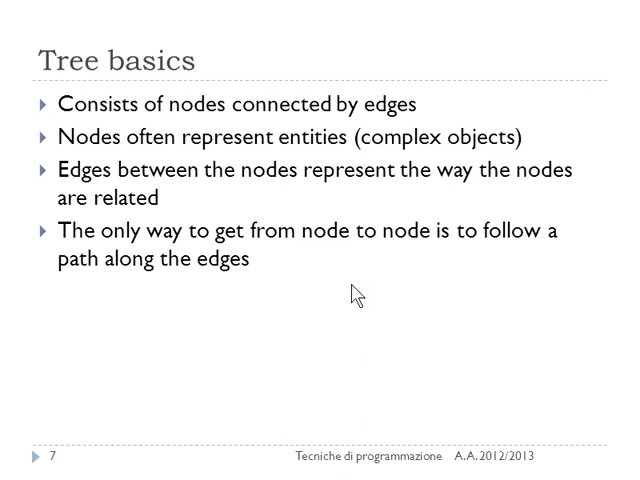 Tree basics
Consists of nodes connected by edges
Nodes often represent entities (complex objects)
Edges between the nodes represent the way the nodes
are related
The only way to get from node to node is to follow a
path along the edges
7 Tecniche di programmazione A.A. 2012/2013